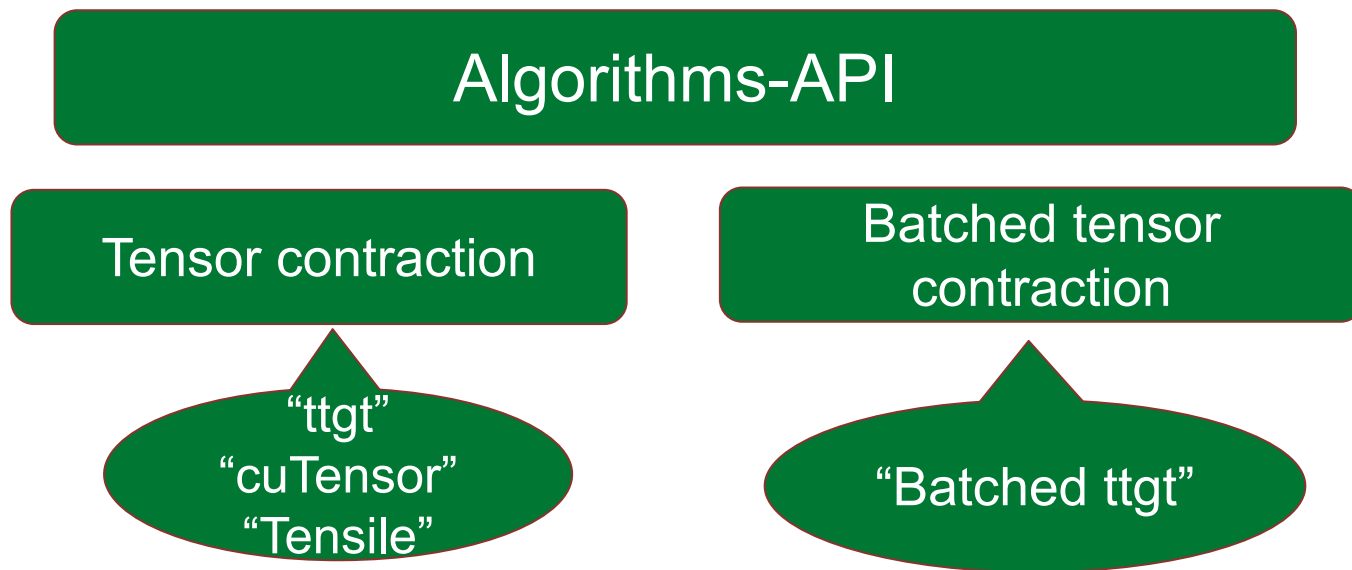 Algorithms-API
Tensor contraction
Batched tensor
contraction
“ttgt”
“cuTensor”
“Tensile”
“Batched ttgt”